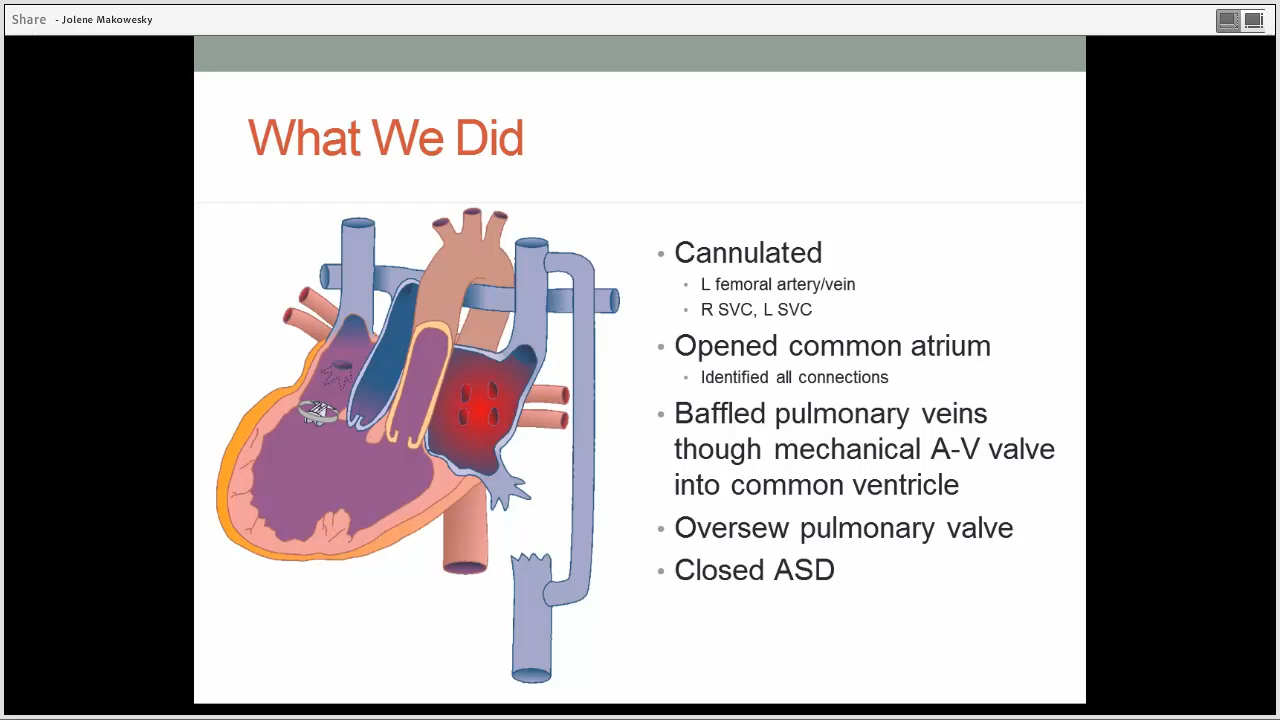 Share - Jolene Makowesky
What We Did
• Cannulated
• L femoral artery/vein
• R SVC, L SVC
• Opened common atrium
• Identified all connections
• Baffled pulmonary veins
though mechanical A-V valve
into common ventricle
• Oversew pulmonary valve
• Closed ASD